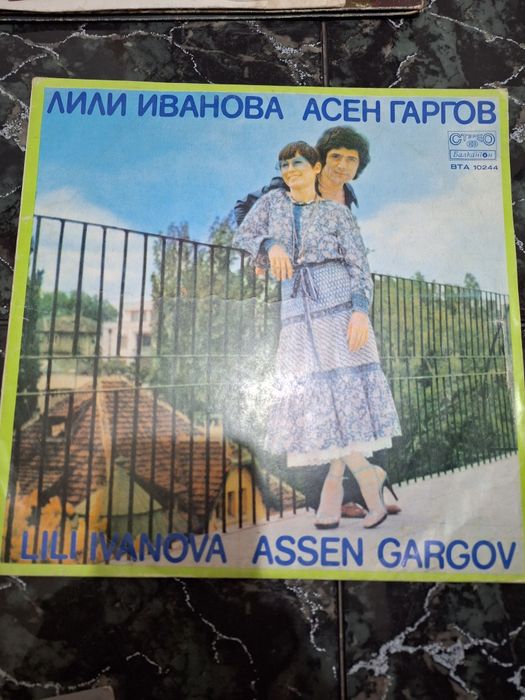 ЛИЛИ ИВАНОВА АСЕН ГАРГОВ
СТЕРЕО
Балкантон
ВТА 10244
LILI IVANOVA ASSEN GARGOV